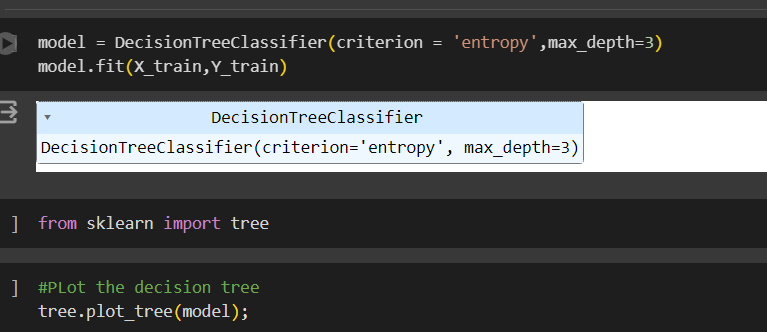 model = DecisionTreeClassifier(criterion = 'entropy',max_depth=3)
model.fit(X_train,Y_train)
DecisionTreeClassifier
DecisionTreeClassifier(criterion='entropy', max_depth=3)
] from sklearn import tree
] #PLot the decision tree
tree.plot_tree(model);